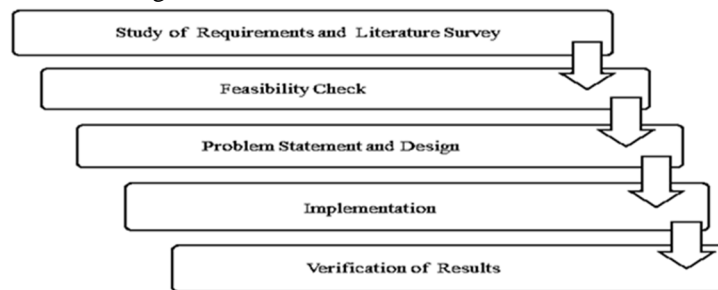 Study of Requirements and Literature Survey
Feasibility Check
Problem Statement and Design
Implementation
Verification of Results